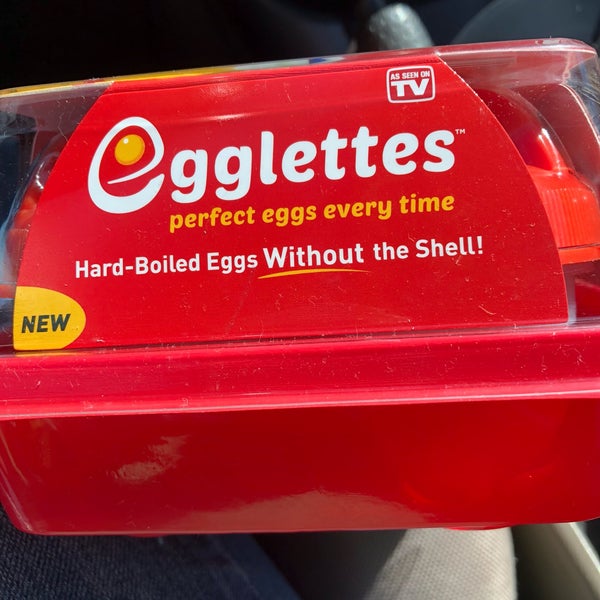 AS SEEN ON
TV
egglettes™
perfect eggs every time
Hard-Boiled Eggs Without the Shell!
NEW